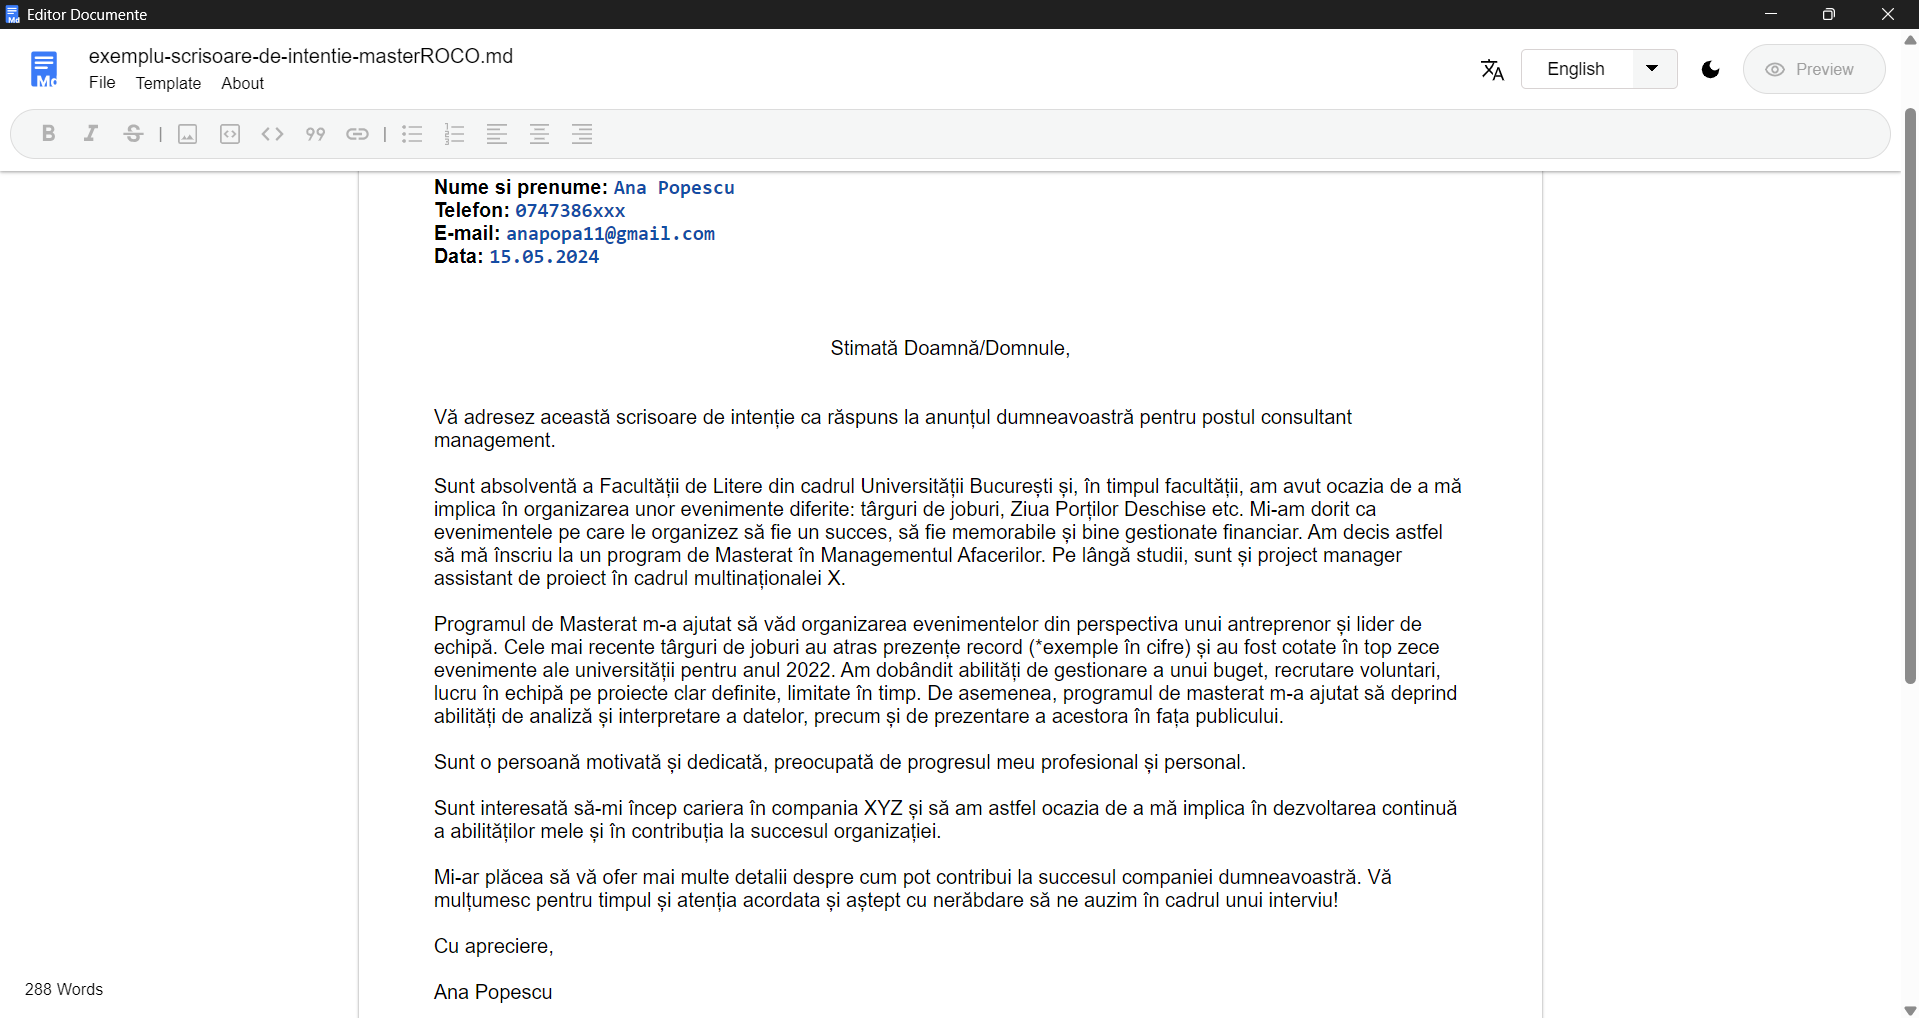 Editor Documente
exemplu-scrisoare-de-intentie-masterROCO.md
File Template About
English
Preview
Nume si prenume: Ana Popescu
Telefon: 0747386xxx
E-mail: anapopa11@gmail.com
Data: 15.05.2024
Stimată Doamnă/Domnule,
Vă adresez această scrisoare de intenție ca răspuns la anunțul dumneavoastră pentru postul consultant
management.
Sunt absolventă a Facultății de Litere din cadrul Universității București și, în timpul facultății, am avut ocazia de a mă
implica în organizarea unor evenimente diferite: târguri de joburi, Ziua Porților Deschise etc. Mi-am dorit ca
evenimentele pe care le organizez să fie un succes, să fie memorabile și bine gestionate financiar. Am decis astfel
să mă înscriu la un program de Masterat în Managementul Afacerilor. Pe lângă studii, sunt și project manager
assistant de proiect în cadrul multinaționalei X.
Programul de Masterat m-a ajutat să văd organizarea evenimentelor din perspectiva unui antreprenor și lider de
echipă. Cele mai recente târguri de joburi au atras prezențe record (*exemple în cifre) și au fost cotate în top zece
evenimente ale universității pentru anul 2022. Am dobândit abilități de gestionare a unui buget, recrutare voluntari,
lucru în echipă pe proiecte clar definite, limitate în timp. De asemenea, programul de masterat m-a ajutat să deprind
abilități de analiză și interpretare a datelor, precum și de prezentare a acestora în fața publicului.
Sunt o persoană motivată și dedicată, preocupată de progresul meu profesional și personal.
Sunt interesată să-mi încep cariera în compania XYZ și să am astfel ocazia de a mă implica în dezvoltarea continuă
a abilităților mele și în contribuția la succesul organizației.
Mi-ar plăcea să vă ofer mai multe detalii despre cum pot contribui la succesul companiei dumneavoastră. Vă
mulțumesc pentru timpul și atenția acordata și aștept cu nerăbdare să ne auzim în cadrul unui interviu!
Cu apreciere,
Ana Popescu
288 Words